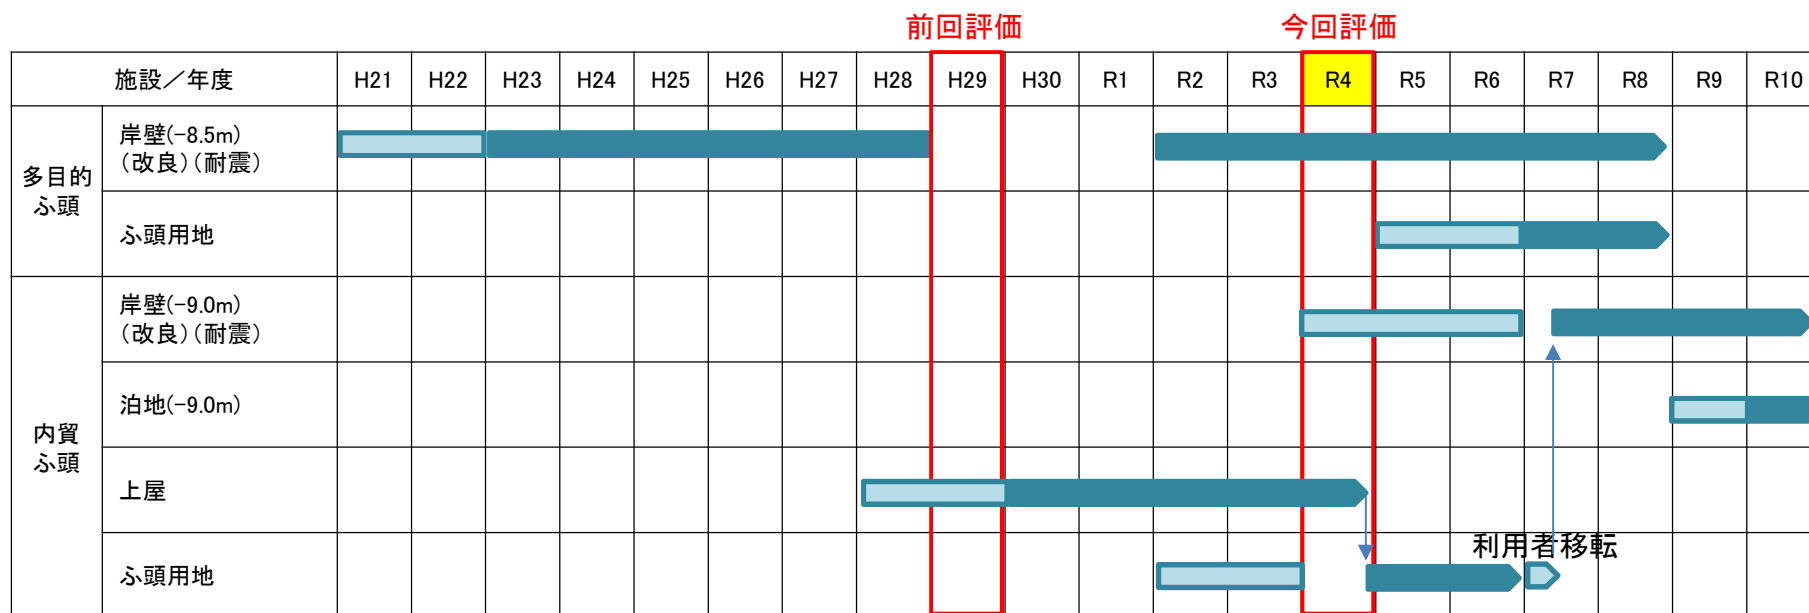 前回評価
今回評価
施設／年度 H21 H22 H23 H24 H25 H26 H27 H28 H29 H30 R1 R2 R3 R4 R5 R6 R7 R8 R9 R10
多目的
ふ頭
岸壁(-8.5m)
（改良）（耐震）
ふ頭用地
内貿
ふ頭
岸壁(-9.0m)
（改良）（耐震）
泊地(-9.0m)
上屋
利用者移転
ふ頭用地